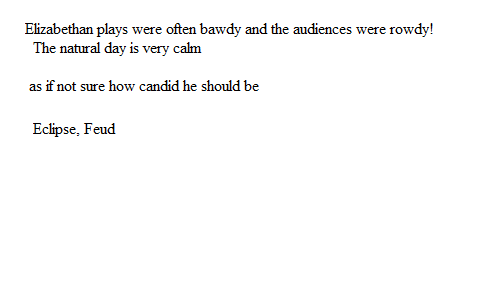 Elizabethan plays were often bawdy and the audiences were rowdy!
The natural day is very calm
as if not sure how candid he should be
Eclipse, Feud